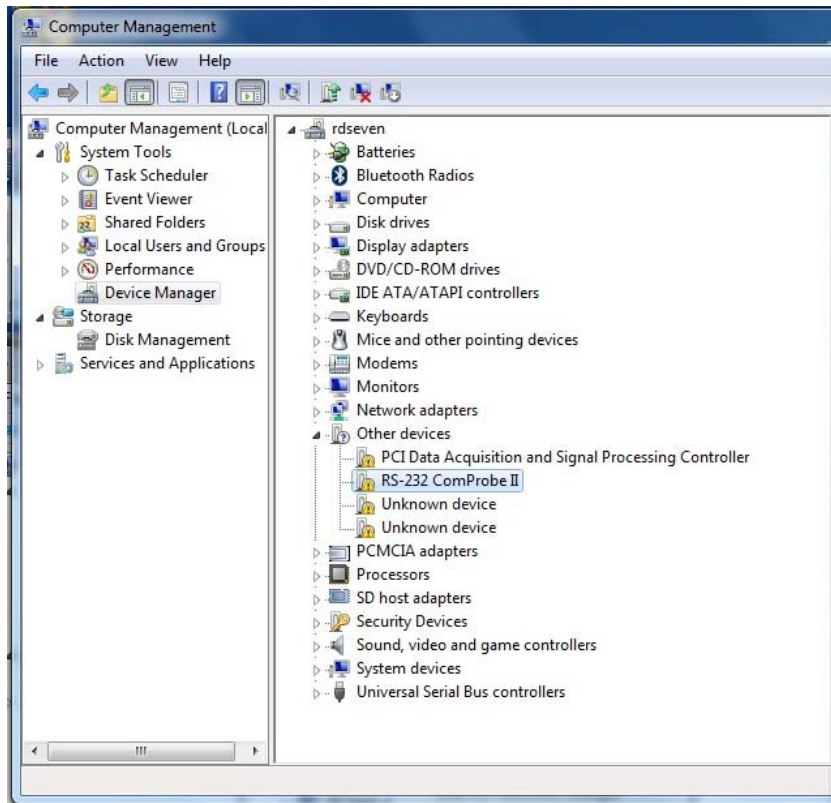 Computer Management
File Action View Help
Computer Management (Local
System Tools
Task Scheduler
Event Viewer
Shared Folders
Local Users and Groups
Performance
Device Manager
Storage
Disk Management
Services and Applications
rdseven
Batteries
Bluetooth Radios
Computer
Disk drives
Display adapters
DVD/CD-ROM drives
IDE ATA/ATAPI controllers
Keyboards
Mice and other pointing devices
Modems
Monitors
Network adapters
Other devices
PCI Data Acquisition and Signal Processing Controller
RS-232 ComProbe II
Unknown device
Unknown device
PCMCIA adapters
Processors
SD host adapters
Security Devices
Sound, video and game controllers
System devices
Universal Serial Bus controllers